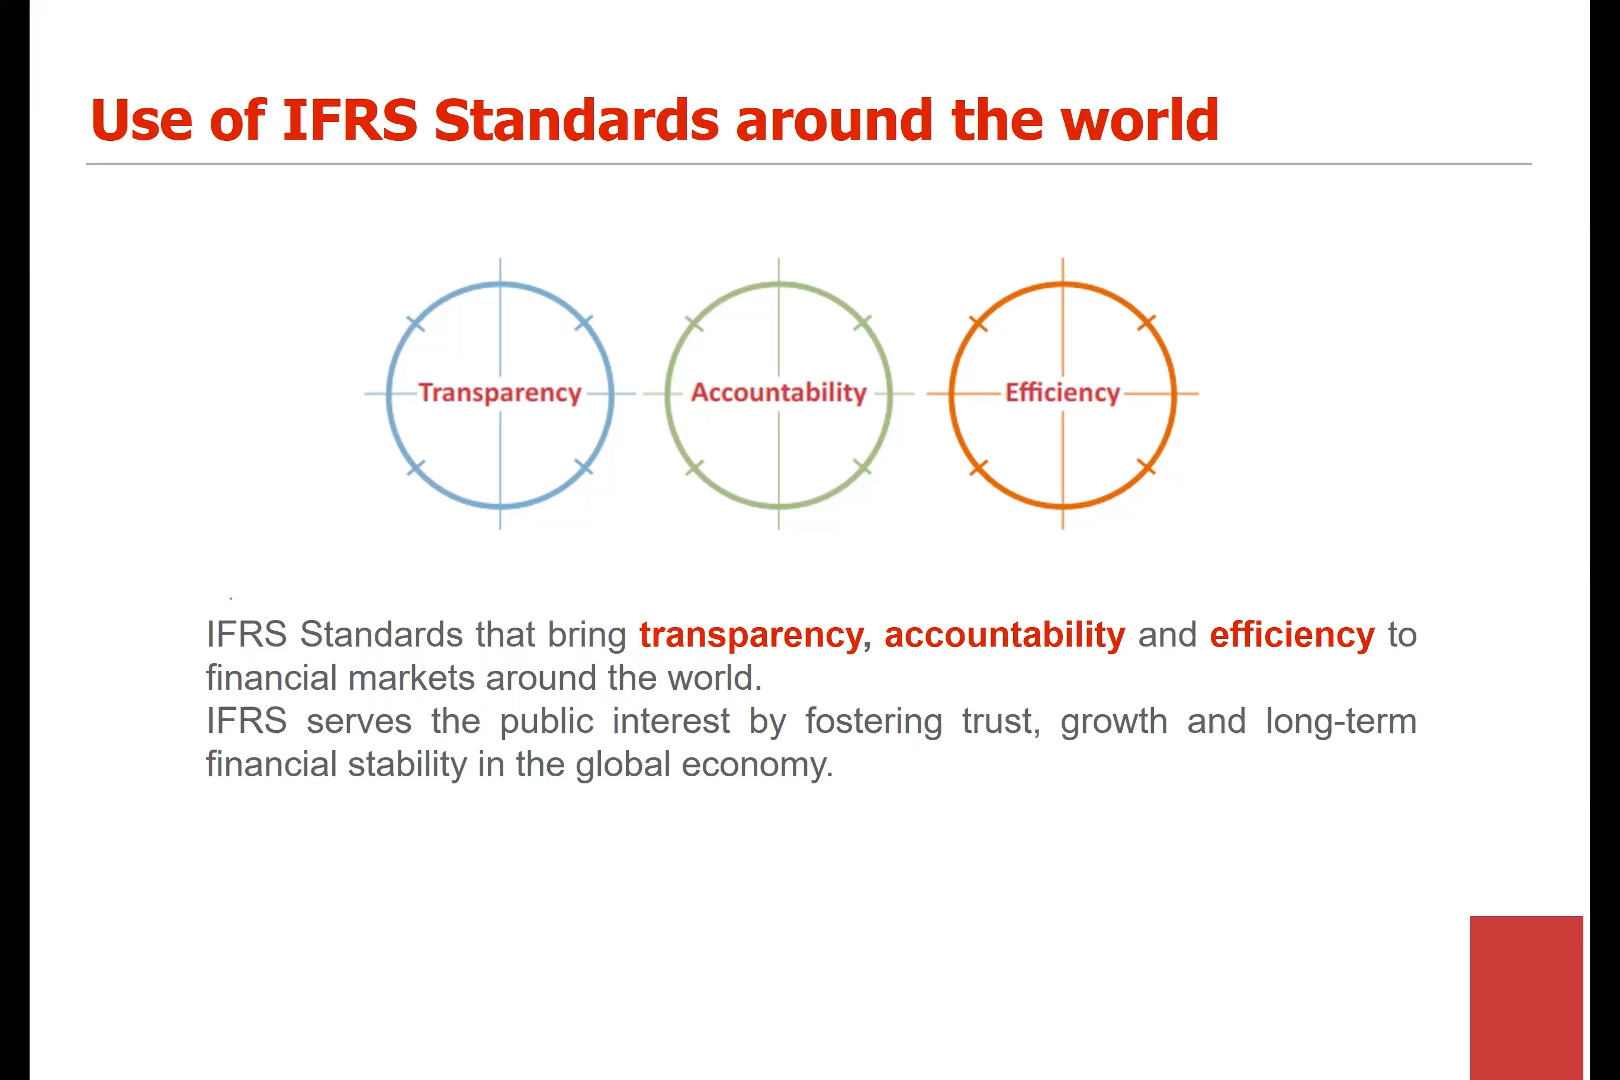 Use of IFRS Standards around the world
Transparency
Accountability
Efficiency
IFRS Standards that bring transparency, accountability and efficiency to
financial markets around the world.
IFRS serves the public interest by fostering trust, growth and long-term
financial stability in the global economy.